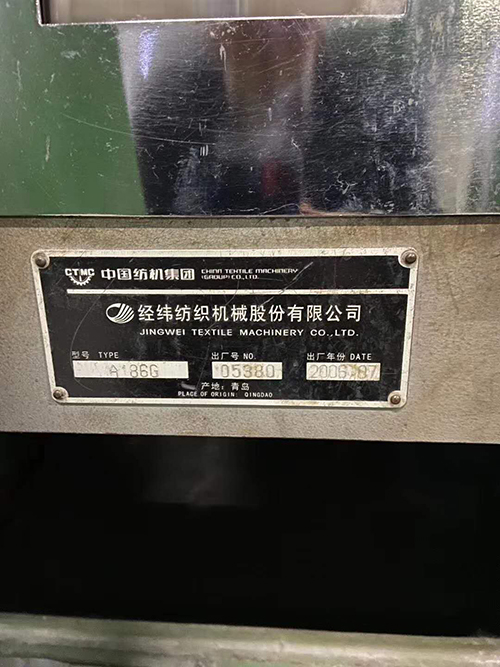 CTMC 中国纺机集团 CHINA TEXTILE MACHINERY (GROUP) CO., LTD.
经纬纺织机械股份有限公司
JINGWEI TEXTILE MACHINERY CO., LTD.
型号 TYPE 出厂号 NO. 出厂年份 DATE
A186G 05380 2006.07
产地: 青岛
PLACE OF ORIGIN: QINGDAO